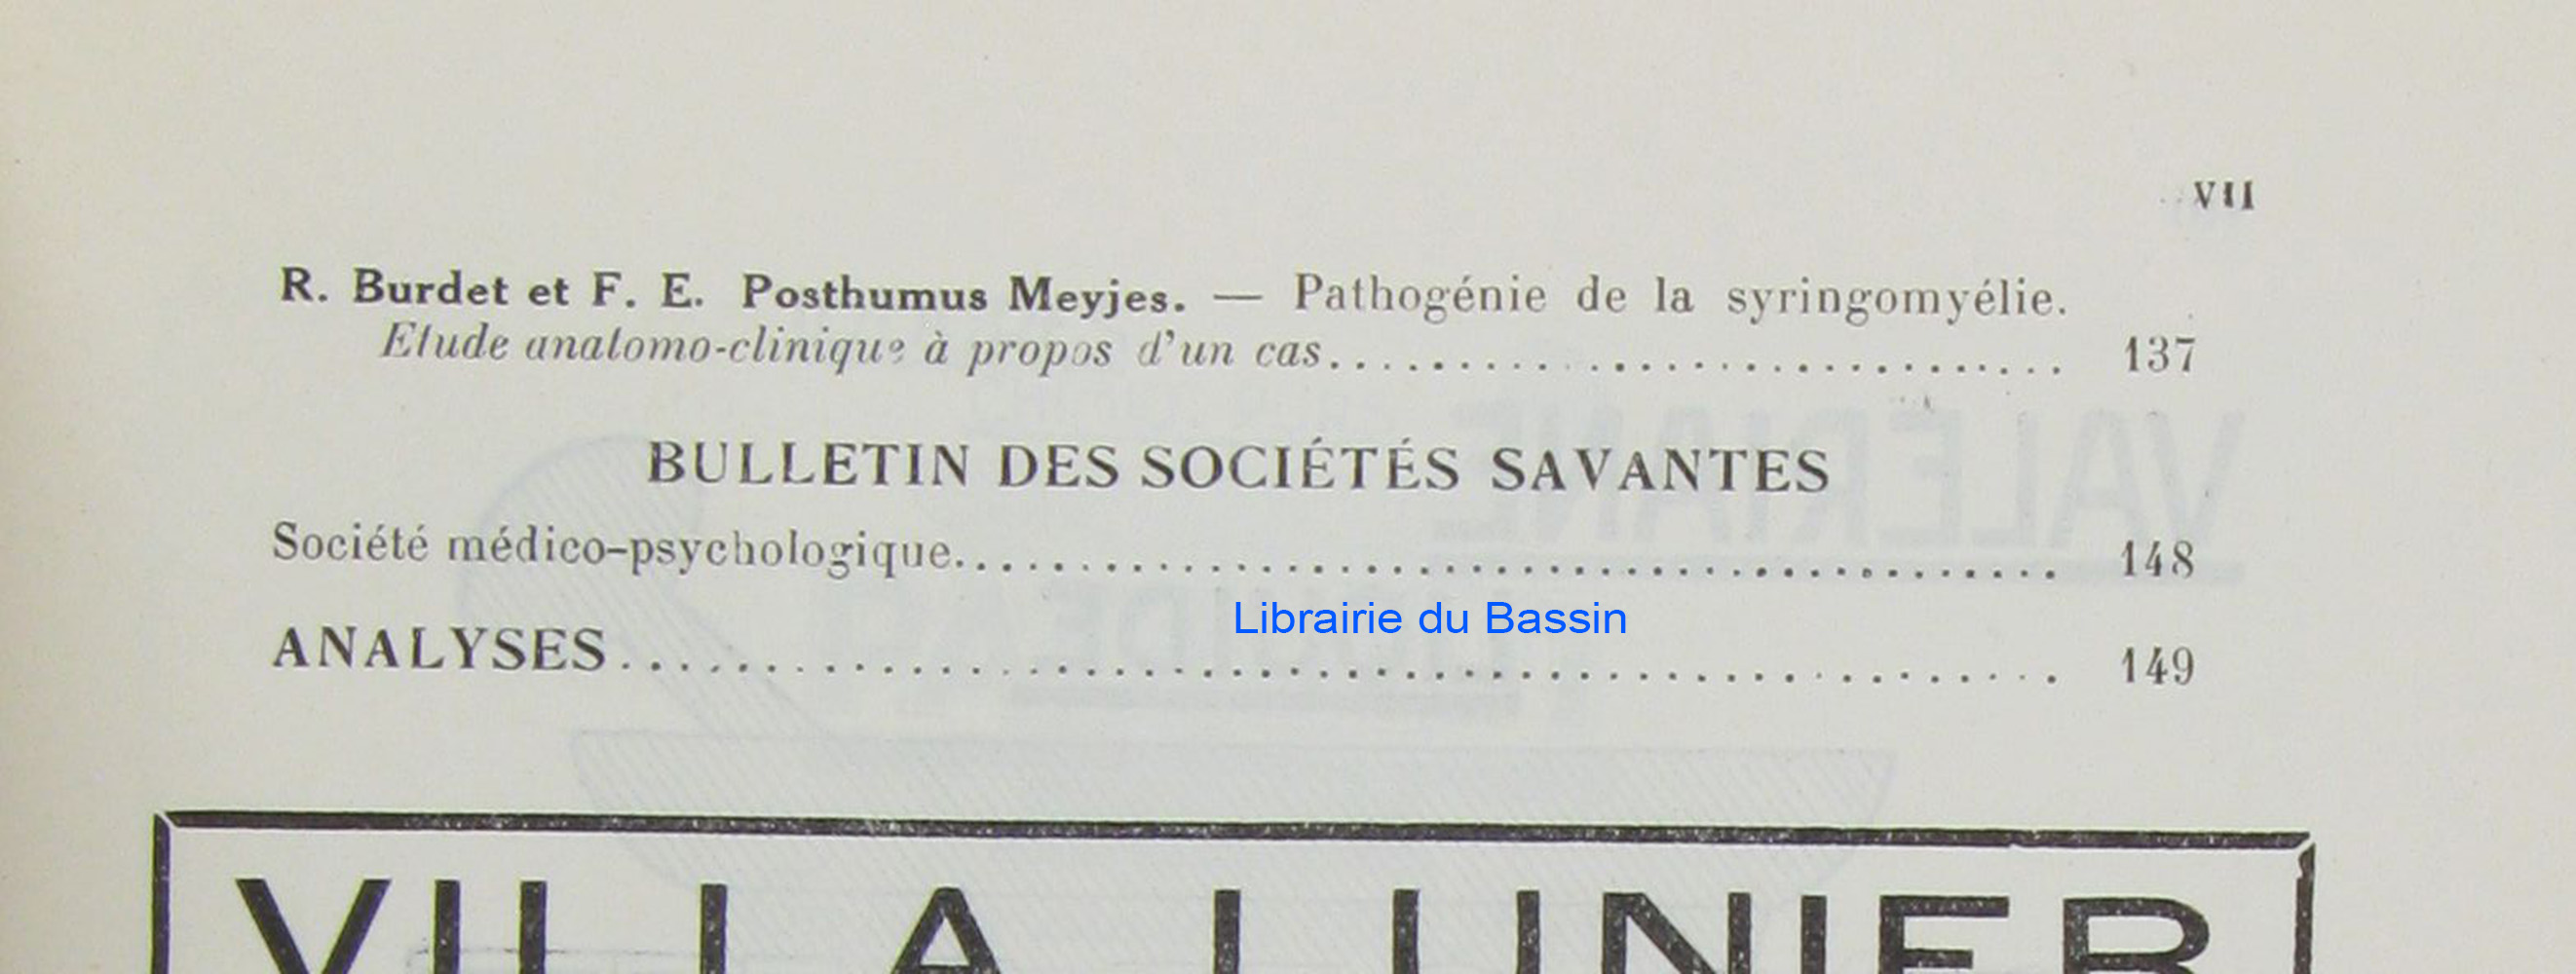 VII
R. Burdet et F. E. Posthumus Meyjes. — Pathogénie de la syringomyélie.
Etude anatomo-clinique à propos d'un cas.............................. 137
BULLETIN DES SOCIÉTÉS SAVANTES
Société médico-psychologique.......................................... 148
Librairie du Bassin
ANALYSES.................................................. 149
VILLA LUNIER